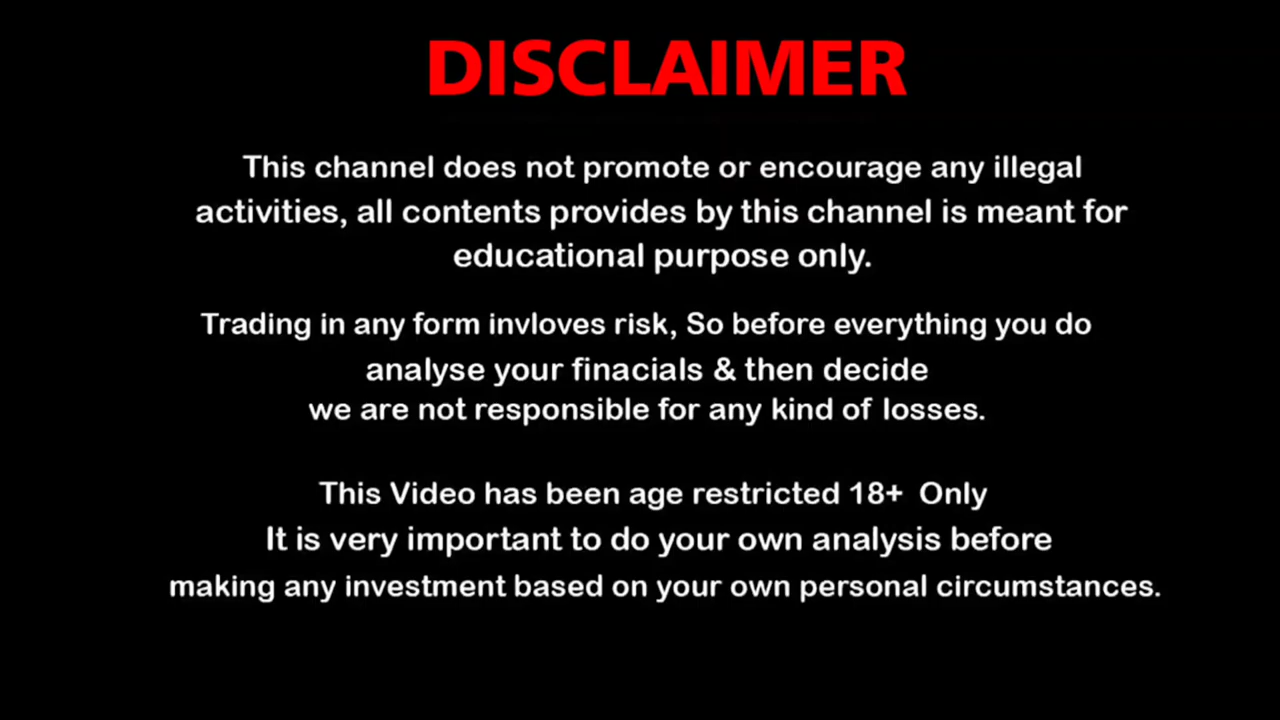 DISCLAIMER
This channel does not promote or encourage any illegal
activities, all contents provides by this channel is meant for
educational purpose only.
Trading in any form invloves risk, So before everything you do
analyse your finacials & then decide
we are not responsible for any kind of losses.
This Video has been age restricted 18+ Only
It is very important to do your own analysis before
making any investment based on your own personal circumstances.